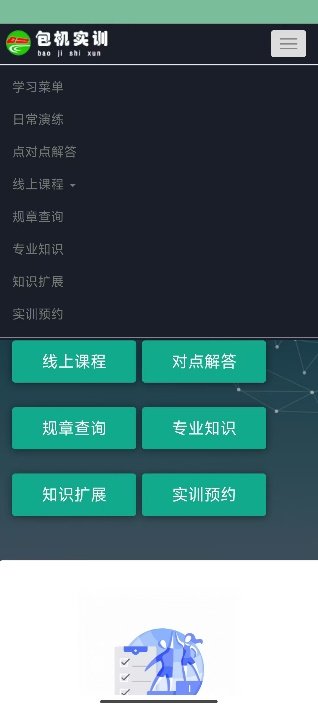 包机实训
bao ji shi xun
学习菜单
日常演练
点对点解答
线上课程
规章查询
专业知识
知识扩展
实训预约
线上课程 对点解答
规章查询 专业知识
知识扩展 实训预约